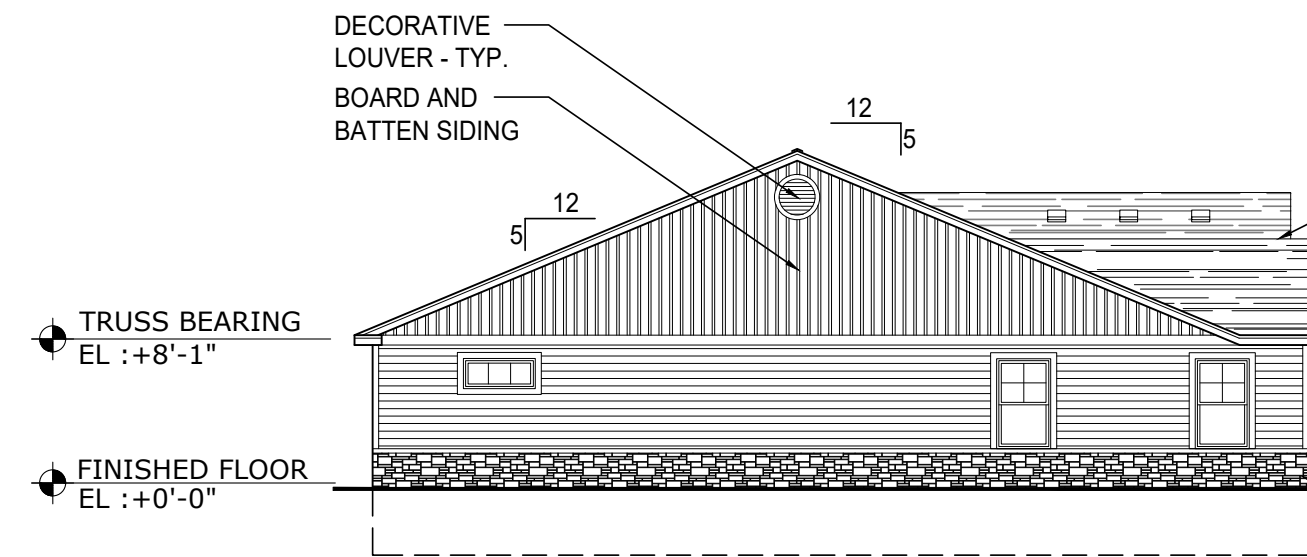 DECORATIVE
LOUVER - TYP.
BOARD AND
BATTEN SIDING
12
5
12
5
TRUSS BEARING
EL :+8'-1"
FINISHED FLOOR
EL :+0'-0"